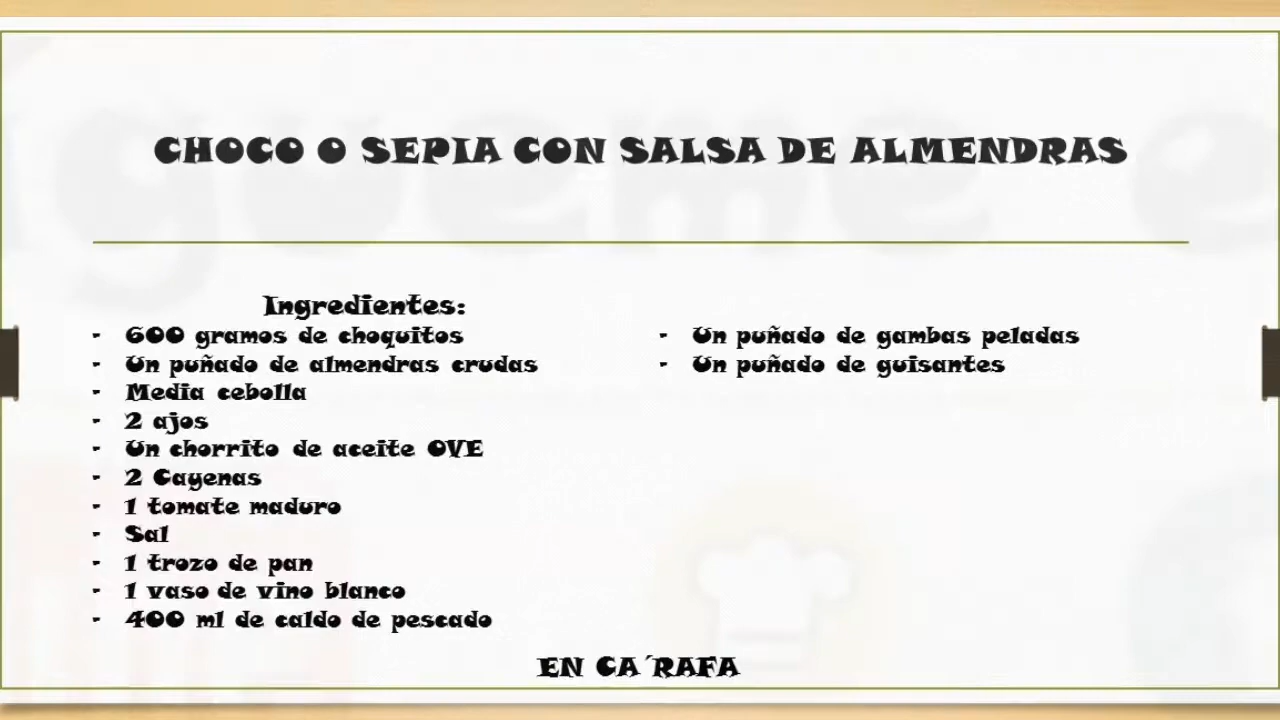 CHOCO O SEPIA CON SALSA DE ALMENDRAS
Ingredientes:
- 600 gramos de choquitos
- Un puñado de almendras crudas
- Media cebolla
- 2 ajos
- Un chorrito de aceite OVE
- 2 Cayenas
- 1 tomate maduro
- Sal
- 1 trozo de pan
- 1 vaso de vino blanco
- 400 ml de caldo de pescado
- Un puñado de gambas peladas
- Un puñado de guisantes
EN CA´RAFA